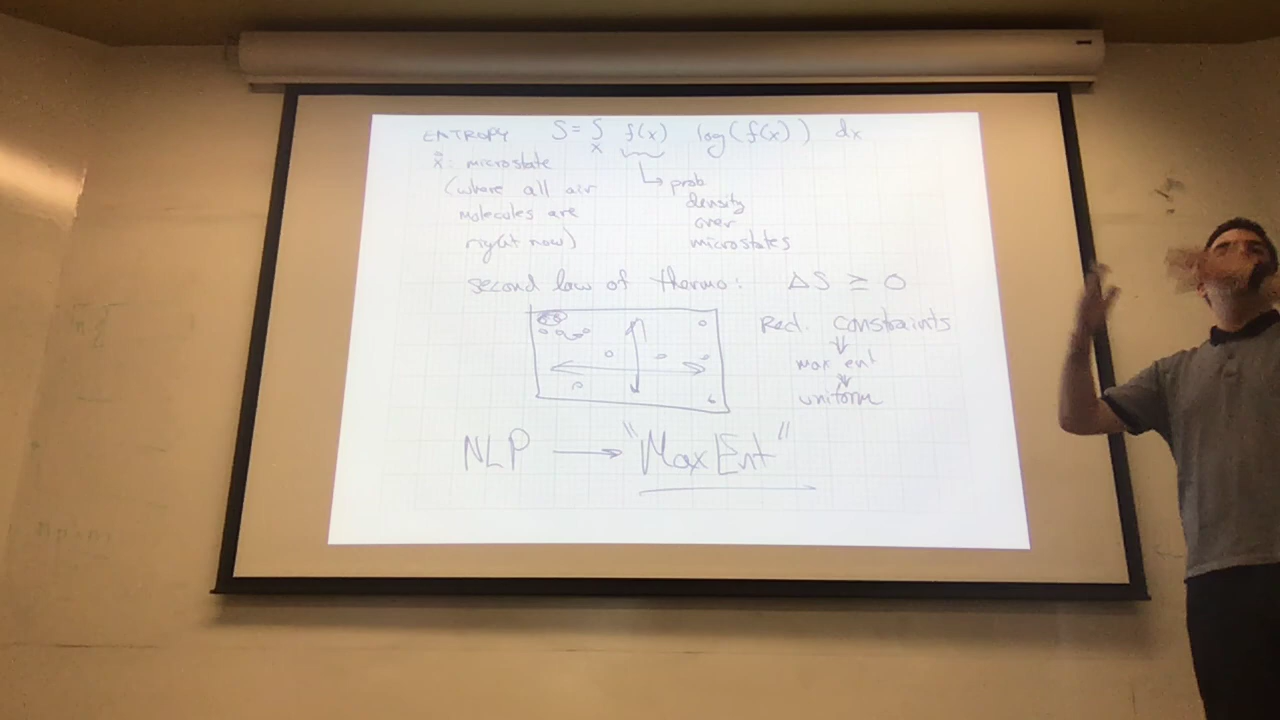 ENTROPY S = ∫ₓ f(x) log(f(x)) dx
x⃗: microstate
(where all air
molecules are
right now)
↳ prob
density
over
microstates
second law of thermo: ΔS ≥ 0
Red. constraints
max ent
uniform
NLP → "MaxEnt"